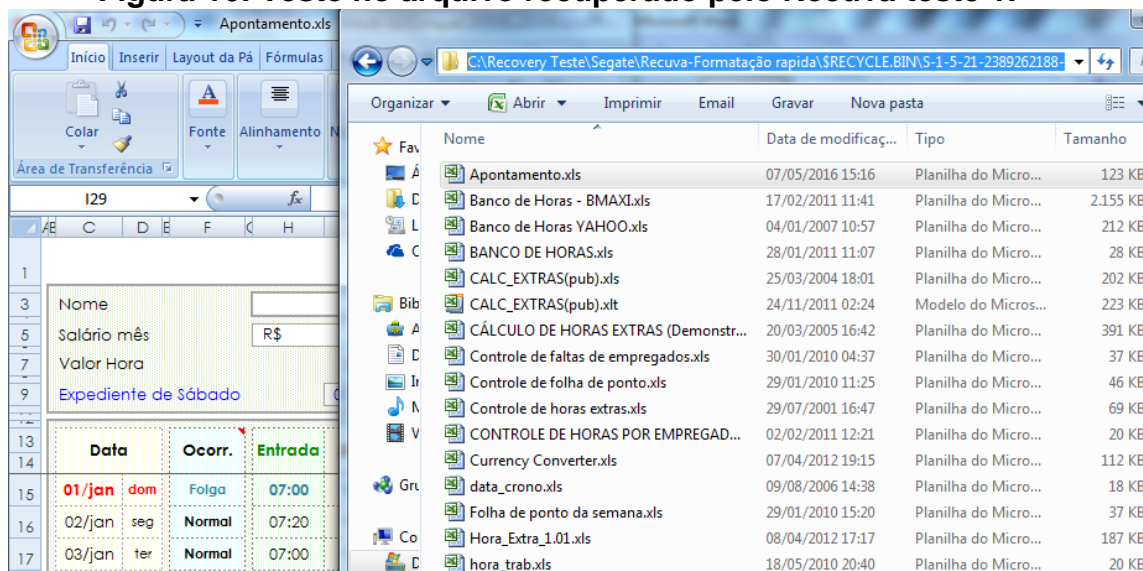 Apontamento.xls
Início Inserir Layout da Pá Fórmulas
Colar
Fonte
Alinhamento
Área de Transferência
I29
fx
C D E F H
1
3 Nome
5 Salário mês R$
7 Valor Hora
9 Expediente de Sábado
13
14
Data Ocorr. Entrada
15 01/jan dom Folga 07:00
16 02/jan seg Normal 07:20
17 03/jan ter Normal 07:00
C:\Recovery Teste\Segate\Recuva-Formatação rapida\$RECYCLE.BIN\S-1-5-21-2389262188-
Organizar Abrir Imprimir Email Gravar Nova pasta
Fav
Bib
Gru
Co
Nome Data de modificaç... Tipo Tamanho
Apontamento.xls 07/05/2016 15:16 Planilha do Micro... 123 KB
Banco de Horas - BMAXI.xls 17/02/2011 11:41 Planilha do Micro... 2.155 KB
Banco de Horas YAHOO.xls 04/01/2007 10:57 Planilha do Micro... 212 KB
BANCO DE HORAS.xls 28/01/2011 11:07 Planilha do Micro... 28 KB
CALC_EXTRAS(pub).xls 25/03/2004 18:01 Planilha do Micro... 202 KB
CALC_EXTRAS(pub).xlt 24/11/2011 02:24 Modelo do Micros... 223 KB
CÁLCULO DE HORAS EXTRAS (Demonstr... 20/03/2005 16:42 Planilha do Micro... 391 KB
Controle de faltas de empregados.xls 30/01/2010 04:37 Planilha do Micro... 37 KB
Controle de folha de ponto.xls 29/01/2010 11:25 Planilha do Micro... 46 KB
Controle de horas extras.xls 29/07/2001 16:47 Planilha do Micro... 69 KB
CONTROLE DE HORAS POR EMPREGAD... 02/02/2011 12:21 Planilha do Micro... 20 KB
Currency Converter.xls 07/04/2012 19:15 Planilha do Micro... 112 KB
data_crono.xls 09/08/2006 14:38 Planilha do Micro... 18 KB
Folha de ponto da semana.xls 29/01/2010 15:20 Planilha do Micro... 37 KB
Hora_Extra_1.01.xls 08/04/2012 17:17 Planilha do Micro... 187 KB
hora_trab.xls 18/05/2010 20:40 Planilha do Micro... 20 KB